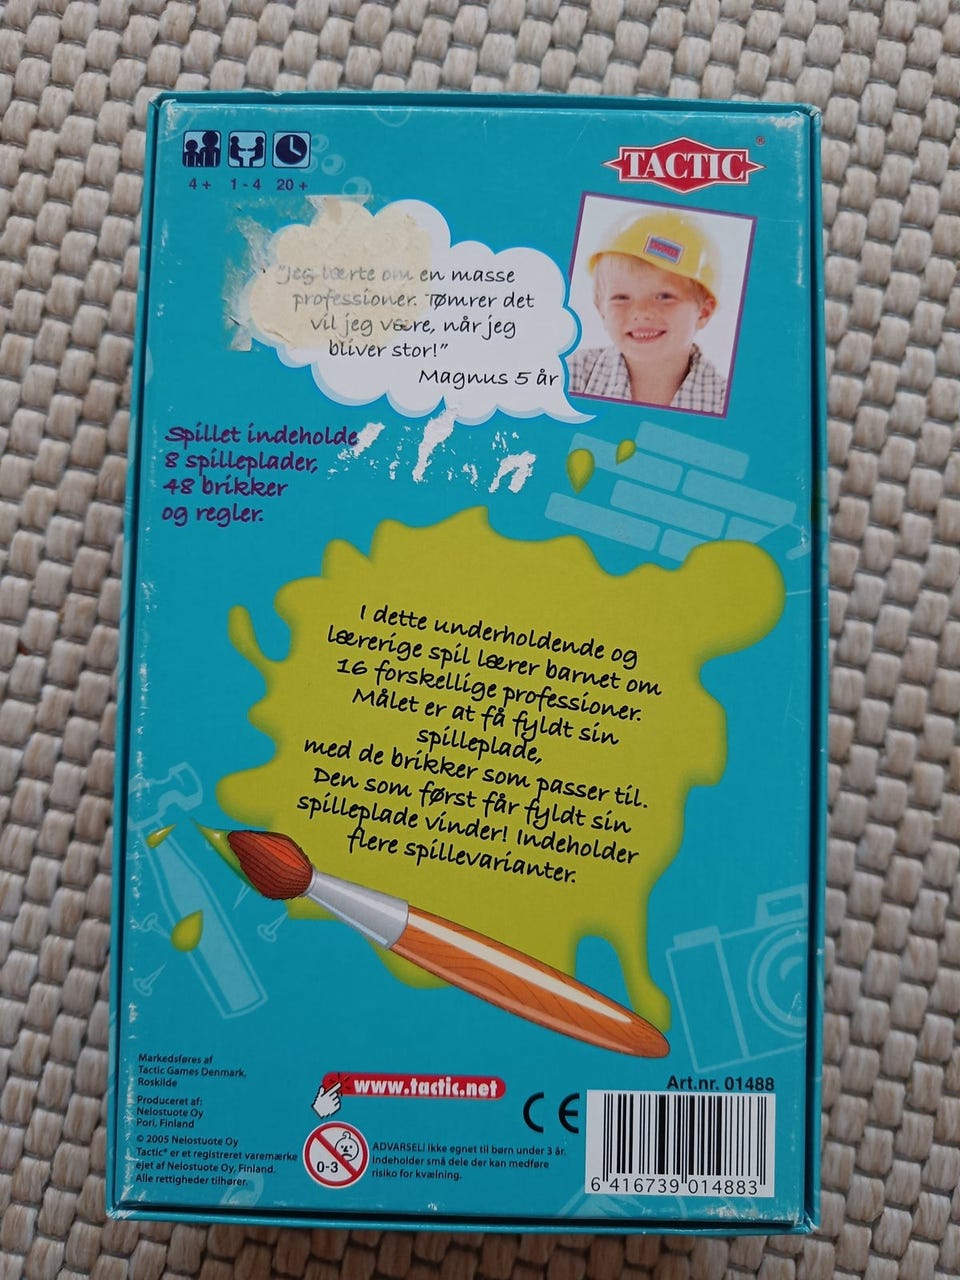 4+ 1-4 20+
TACTIC®
"Jeg lærte om en masse
professioner. Tømrer det
vil jeg være, når jeg
bliver stor!"
Magnus 5 år
Spillet indeholde
8 spilleplader,
48 brikker
og regler.
I dette underholdende og
lærerige spil lærer barnet om
16 forskellige professioner.
Målet er at få fyldt sin
spilleplade,
med de brikker som passer til.
Den som først får fyldt sin
spilleplade vinder! Indeholder
flere spillevarianter.
Markedsføres af
Tactic Games Denmark,
Roskilde
Produceret af:
Nelostuote Oy
Pori, Finland
© 2005 Nelostuote Oy
Tactic® er et registreret varemærke
ejet af Nelostuote Oy, Finland.
Alle rettigheder tilhører.
www.tactic.net
0-3
ADVARSEL! Ikke egnet til børn under 3 år.
Indeholder små dele der kan medføre
risiko for kvælning.
CE
Art.nr. 01488
6 416739 014883